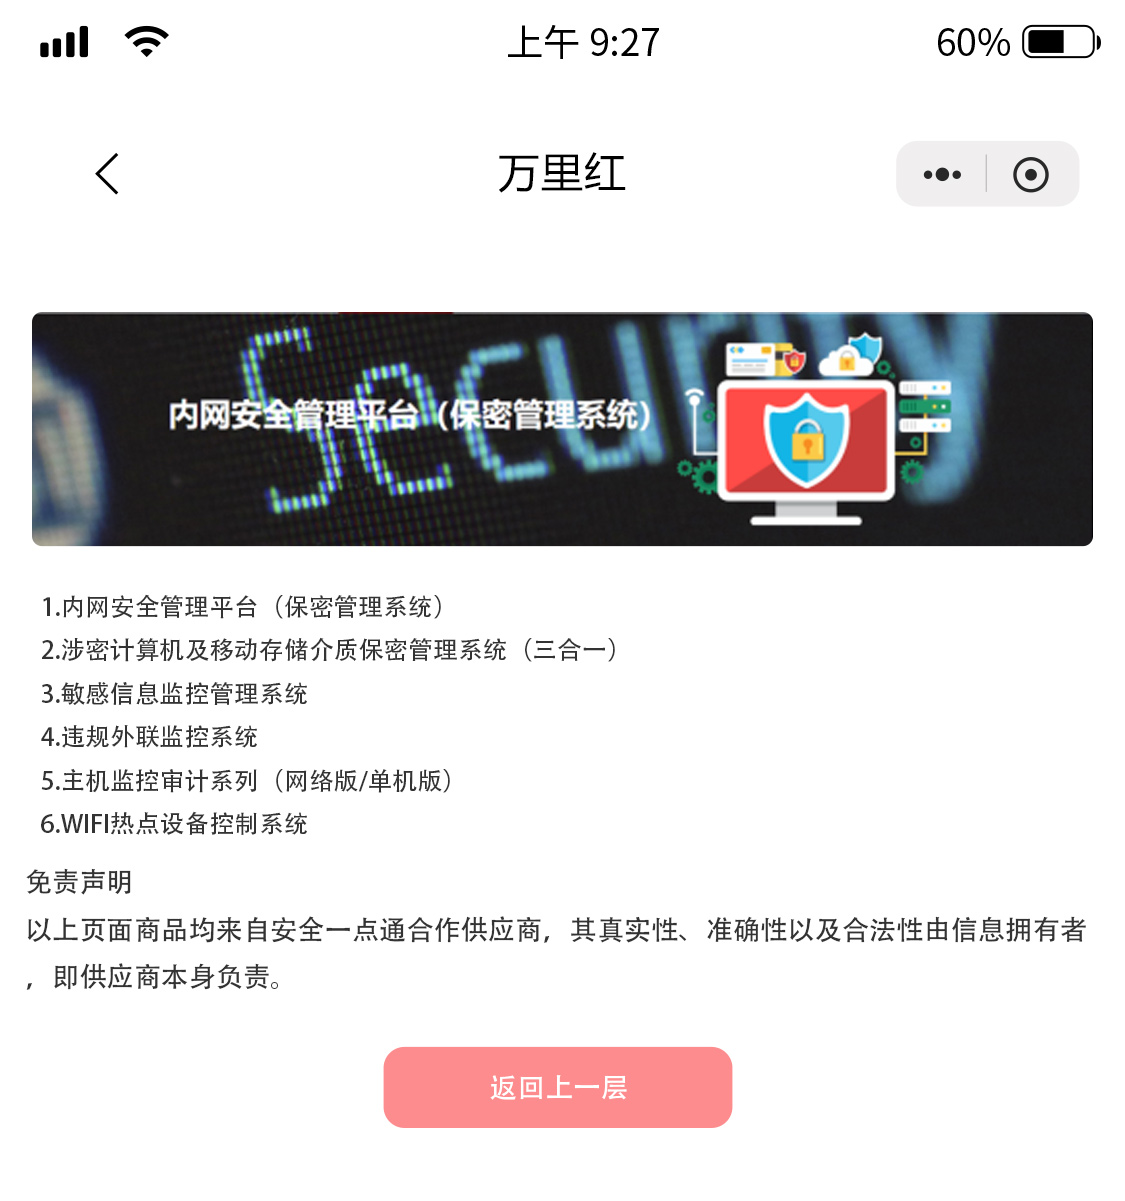 上午 9:27
60%
万里红
Security
内网安全管理平台（保密管理系统）
1.内网安全管理平台（保密管理系统）
2.涉密计算机及移动存储介质保密管理系统（三合一）
3.敏感信息监控管理系统
4.违规外联监控系统
5.主机监控审计系列（网络版/单机版）
6.WIFI热点设备控制系统
免责声明
以上页面商品均来自安全一点通合作供应商，其真实性、准确性以及合法性由信息拥有者
，即供应商本身负责。
返回上一层